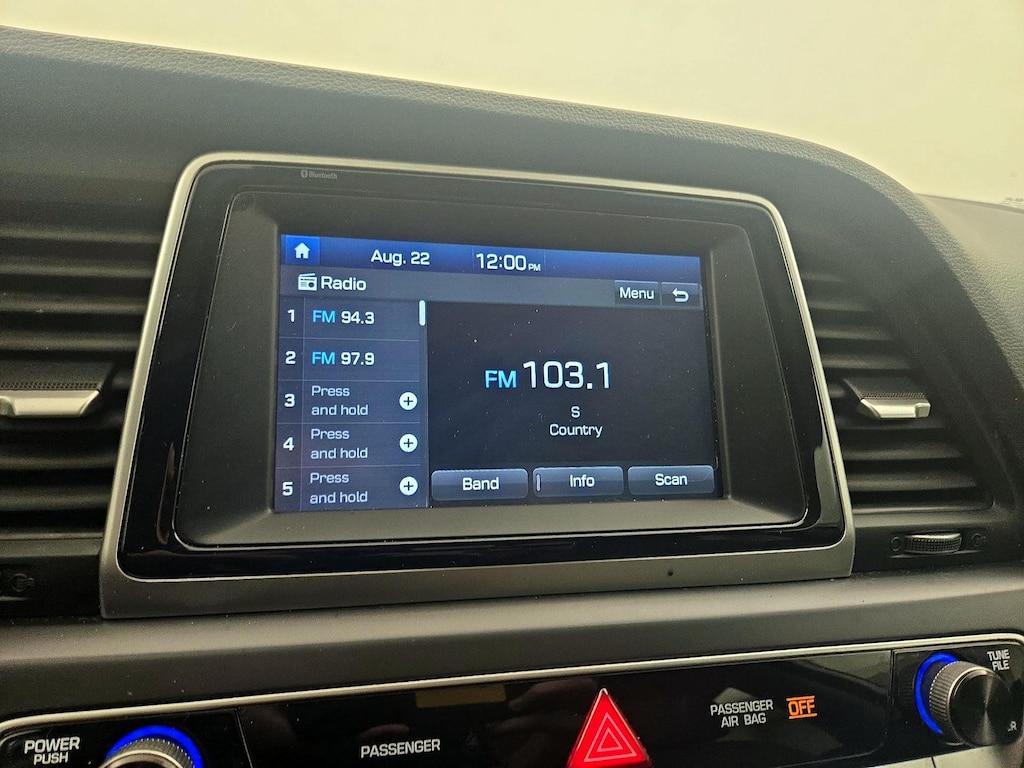 Bluetooth
Aug. 22 12:00 PM
Radio
Menu
1 FM 94.3
2 FM 97.9
3 Press and hold
4 Press and hold
5 Press and hold
FM 103.1
S
Country
Band Info Scan
POWER
PUSH
PASSENGER
PASSENGER
AIR BAG OFF
TUNE
FILE